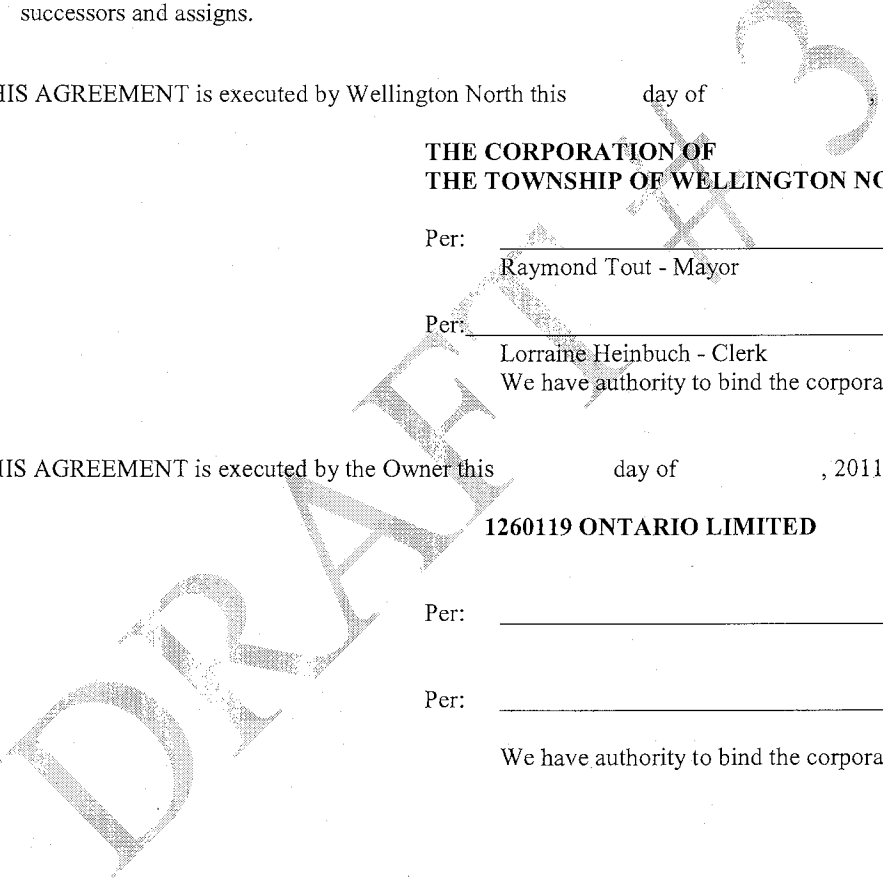 successors and assigns.
HIS AGREEMENT is executed by Wellington North this day of ,
THE CORPORATION OF
THE TOWNSHIP OF WELLINGTON NO
Per:
Raymond Tout - Mayor
Per:
Lorraine Heinbuch - Clerk
We have authority to bind the corpora
HIS AGREEMENT is executed by the Owner this day of , 2011
1260119 ONTARIO LIMITED
Per:
Per:
We have authority to bind the corpora
DRAFT # 3